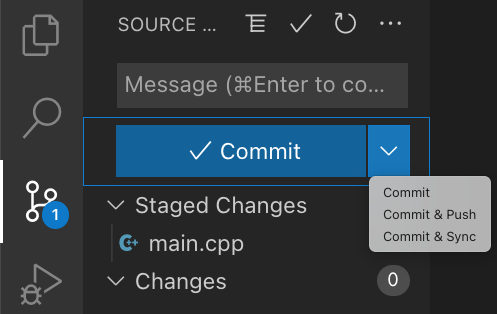 SOURCE ...
Message (⌘Enter to co...
Commit
Commit
Commit & Push
Commit & Sync
1
Staged Changes
main.cpp
Changes 0